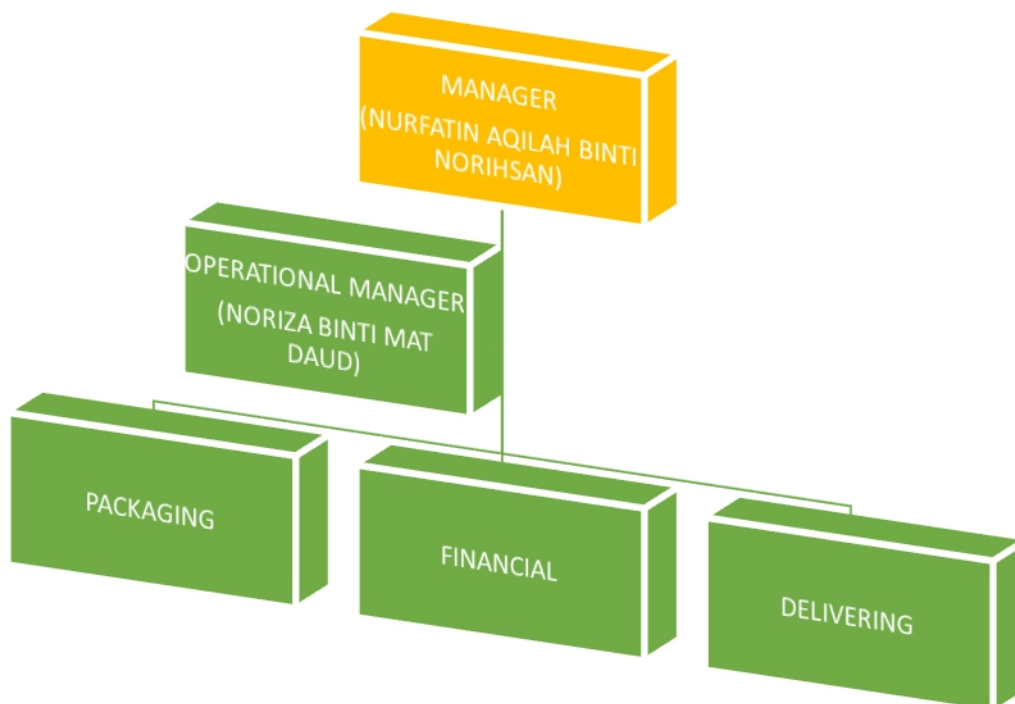 MANAGER
(NURFATIN AQILAH BINTI
NORIHSAN)
OPERATIONAL MANAGER
(NORIZA BINTI MAT
DAUD)
PACKAGING
FINANCIAL
DELIVERING